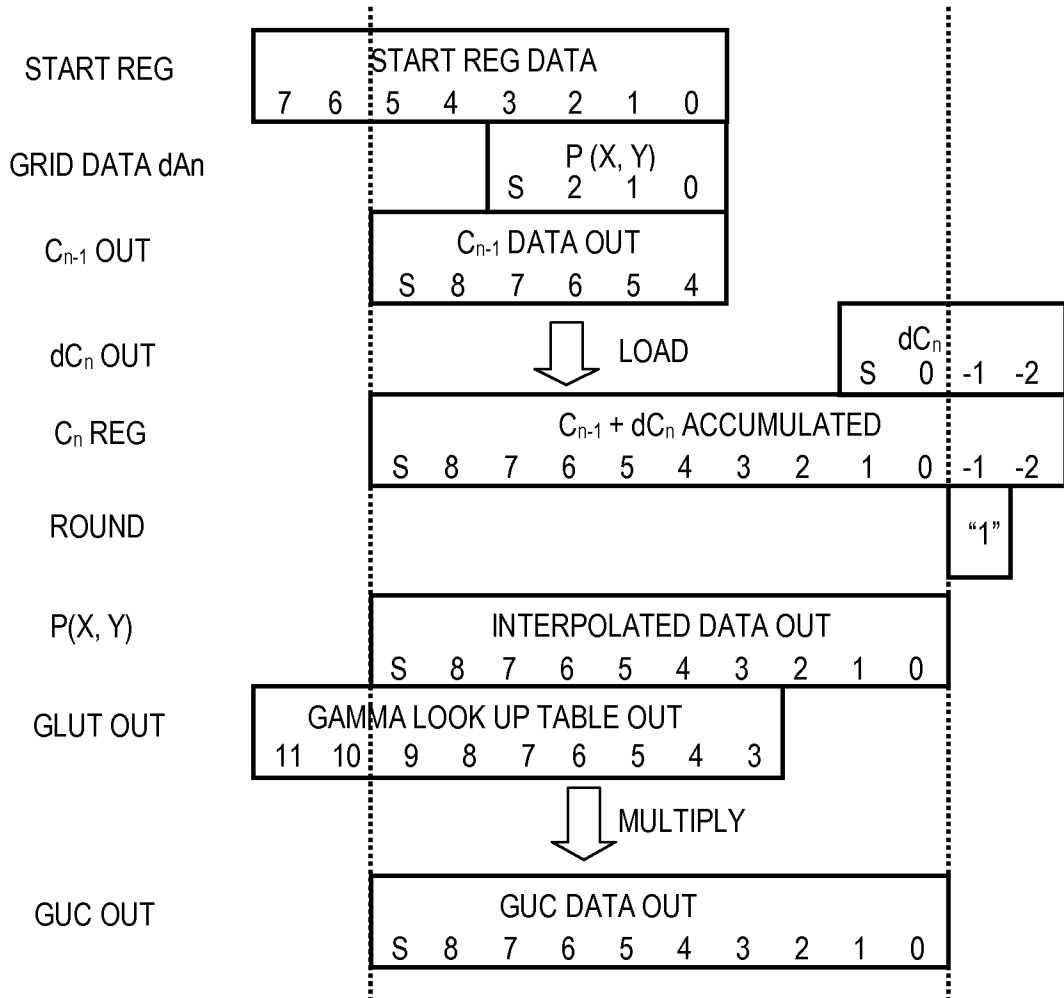 START REG
START REG DATA
7 6 5 4 3 2 1 0
GRID DATA dAn
P (X, Y)
S 2 1 0
Cn-1 OUT
Cn-1 DATA OUT
S 8 7 6 5 4
LOAD
dCn OUT
dCn
S 0 -1 -2
Cn REG
Cn-1 + dCn ACCUMULATED
S 8 7 6 5 4 3 2 1 0 -1 -2
ROUND
“1”
P(X, Y)
INTERPOLATED DATA OUT
S 8 7 6 5 4 3 2 1 0
GLUT OUT
GAMMA LOOK UP TABLE OUT
11 10 9 8 7 6 5 4 3
MULTIPLY
GUC OUT
GUC DATA OUT
S 8 7 6 5 4 3 2 1 0